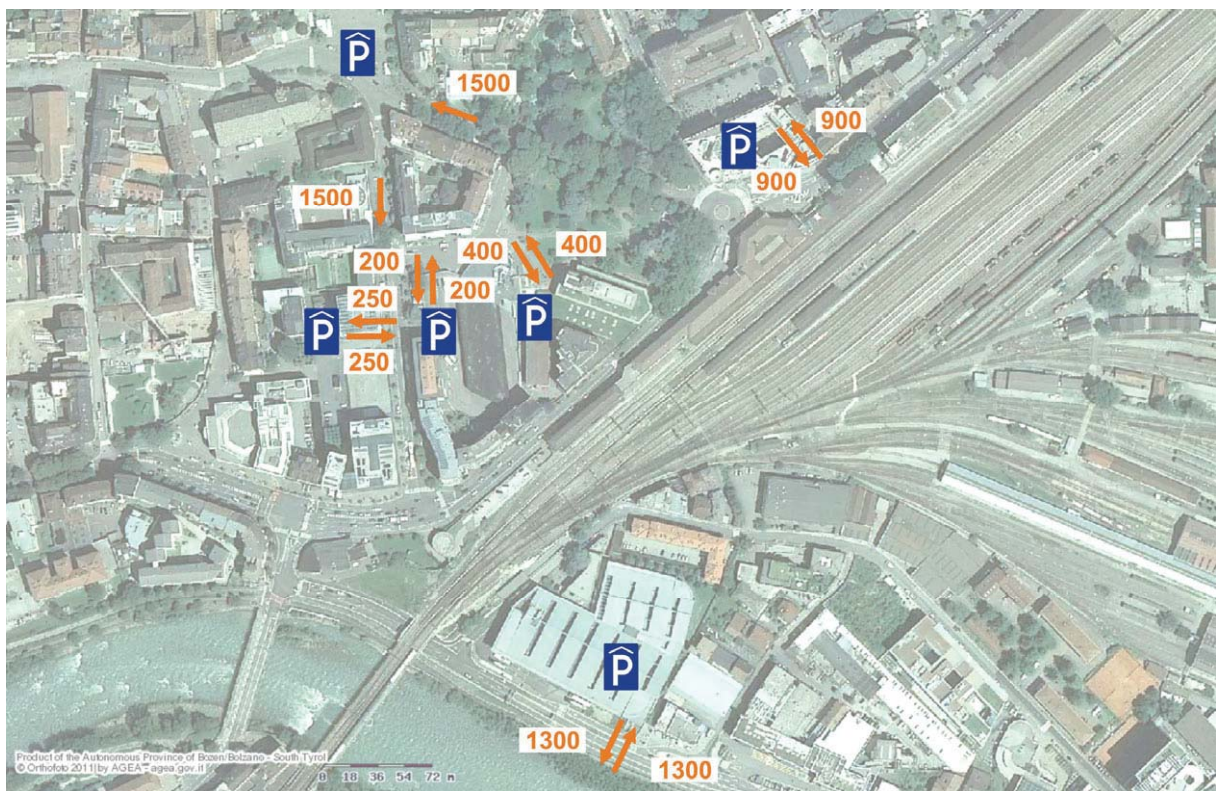 P
1500
900
P
900
1500
400
400
200
200
250
P
P
P
250
P
1300
1300
Product of the Autonomous Province of Bozen/Bolzano - South Tyrol
© Orthofoto 2011| by AGEA - agea.gov.it
0 18 36 54 72 m